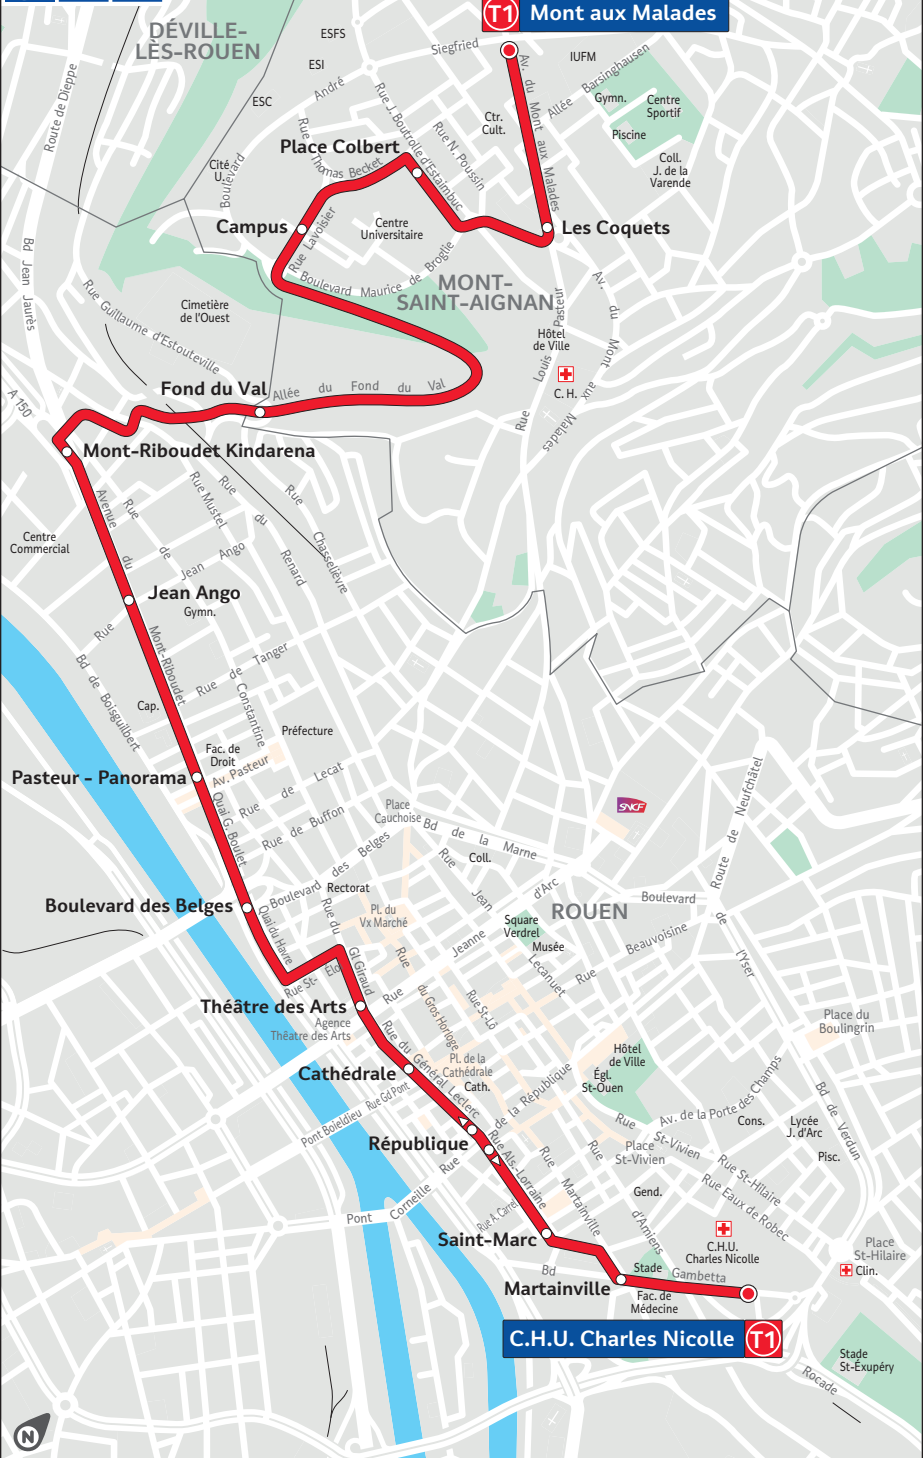 T1 Mont aux Malades
DÉVILLE-
LÈS-ROUEN
ESFS
Siegfried
IUFM
ESI
Av. du Mont aux Malades
Allée Barsinghausen
Route de Dieppe
André
ESC
Rue J. Boutrolle d'Estaimbuc
Gymn.
Centre
Sportif
Ctr.
Cult.
Rue N. Poussin
Piscine
Rue Thomas Becket
Place Colbert
Coll.
J. de la
Varende
Cité
U.
Boulevard
Campus
Rue Lavoisier
Centre
Universitaire
Les Coquets
Bd Jean Jaurès
Boulevard Maurice de Broglie
MONT-
SAINT-AIGNAN
Av. du Mont aux Malades
Rue Guillaume d'Estouteville
Cimetière
de l'Ouest
Rue Louis Pasteur
Hôtel
de Ville
C. H.
Fond du Val
Allée du Fond du Val
A 150
Mont-Riboudet Kindarena
Avenue du Mont-Riboudet
Rue de
Rue Mustel
Rue du Renard
Rue Chasselièvre
Centre
Commercial
Rue Jean Ango
Jean Ango
Gymn.
Bd de Boisguilbert
Rue de Tanger
Constantine
Cap.
Préfecture
Fac. de
Droit
Pasteur - Panorama
Av. Pasteur
Rue de Lecat
Quai G. Boulet
Rue de Buffon
Place
Cauchoise
SNCF
Bd de la Marne
Route de Neufchâtel
Coll.
Boulevard des Belges
Boulevard des Belges
Rectorat
Rue Jeanne d'Arc
Rue Jean Lecanuet
Boulevard de l'Yser
ROUEN
Pl. du
Vx Marché
Square
Verdrel
Musée
Rue Beauvoisine
Quai du Havre
Rue du Gl Giraud
Rue St-Éloi
Rue du Gros Horloge
Rue St-Lô
Théâtre des Arts
Agence
Théatre des Arts
Place du
Boulingrin
Rue du Général Leclerc
Hôtel
de Ville
Cathédrale
Pl. de la
Cathédrale
Cath.
Égl.
St-Ouen
Pont Boieldieu
Rue Gd Pont
Rue de la République
Av. de la Porte des Champs
Bd de Verdun
Cons.
Lycée
J. d'Arc
République
Rue St-Vivien
Place
St-Vivien
Pisc.
Rue Als.-Lorraine
Rue St-Hilaire
Rue Martainville
Rue d'Amiens
Rue Eaux de Robec
Gend.
Pont Corneille
Rue A. Carrel
C.H.U.
Charles Nicolle
Place
St-Hilaire
Saint-Marc
Clin.
Bd Gambetta
Stade
Martainville
Fac. de
Médecine
C.H.U. Charles Nicolle T1
Stade
St-Éxupéry
Rocade
N